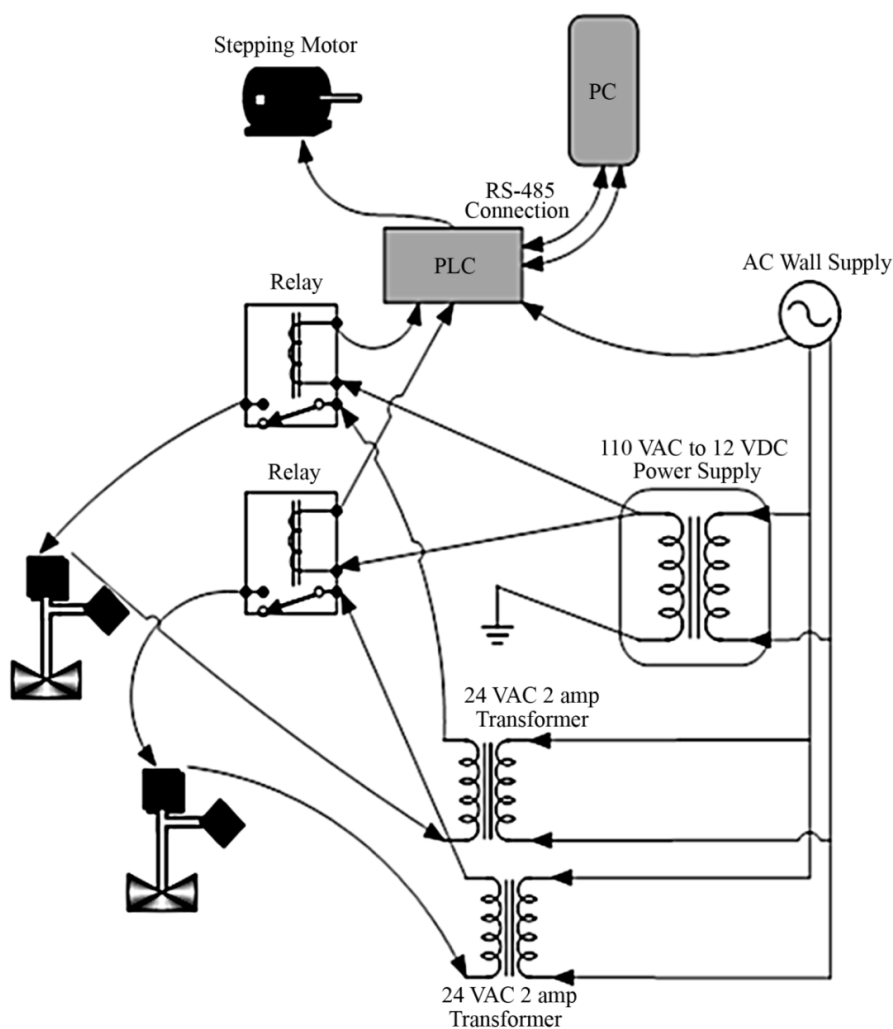 Stepping Motor
PC
RS-485
Connection
PLC
AC Wall Supply
Relay
110 VAC to 12 VDC
Power Supply
Relay
24 VAC 2 amp
Transformer
24 VAC 2 amp
Transformer